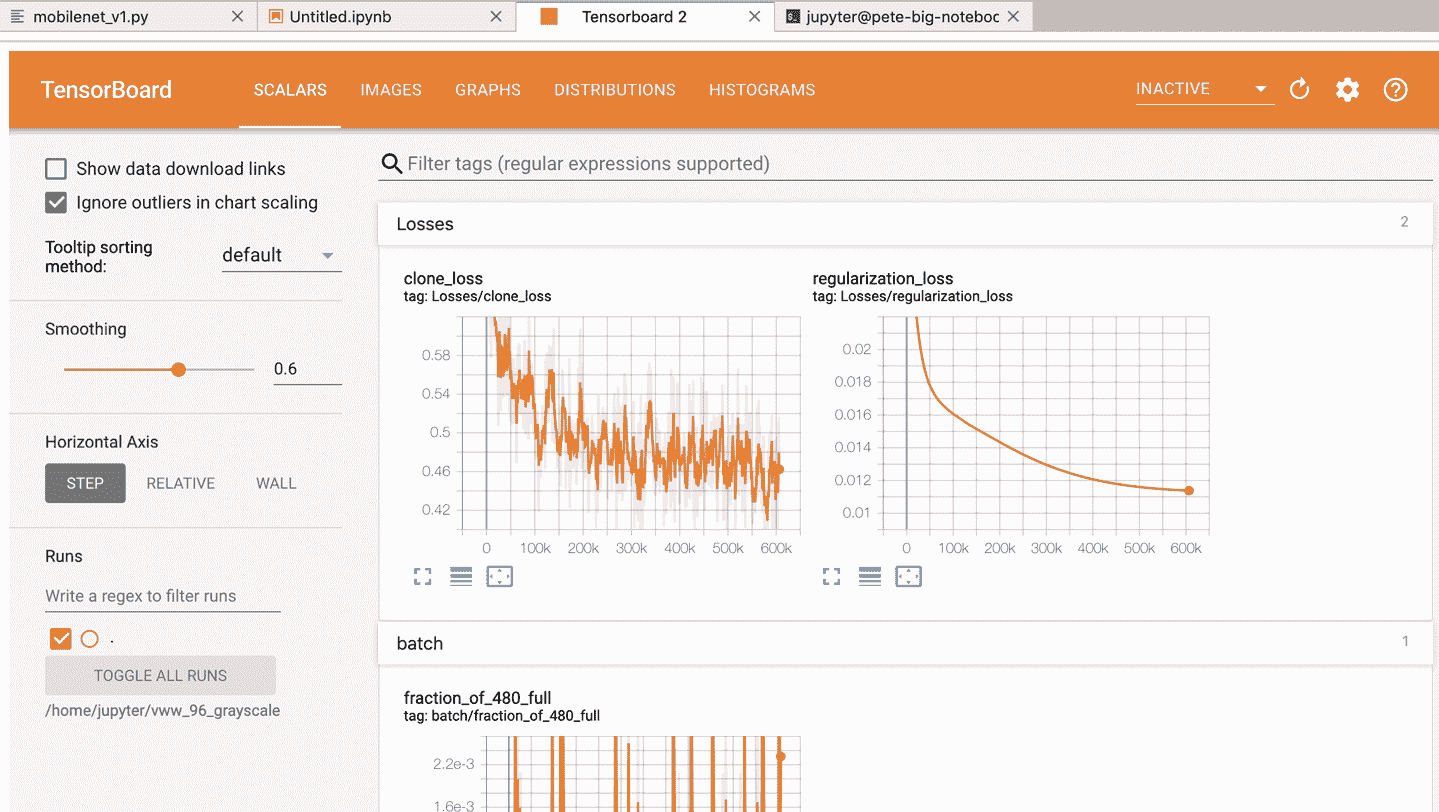 mobilenet_v1.py
Untitled.ipynb
Tensorboard 2
jupyter@pete-big-noteboo
TensorBoard
SCALARS
IMAGES
GRAPHS
DISTRIBUTIONS
HISTOGRAMS
INACTIVE
Show data download links
Ignore outliers in chart scaling
Tooltip sorting
method:
default
Smoothing
0.6
Horizontal Axis
STEP
RELATIVE
WALL
Runs
Write a regex to filter runs
.
TOGGLE ALL RUNS
/home/jupyter/vww_96_grayscale
Filter tags (regular expressions supported)
Losses
2
clone_loss
tag: Losses/clone_loss
0.58
0.54
0.5
0.46
0.42
0 100k 200k 300k 400k 500k 600k
regularization_loss
tag: Losses/regularization_loss
0.02
0.018
0.016
0.014
0.012
0.01
0 100k 200k 300k 400k 500k 600k
batch
1
fraction_of_480_full
tag: batch/fraction_of_480_full
2.2e-3
1.6e-3